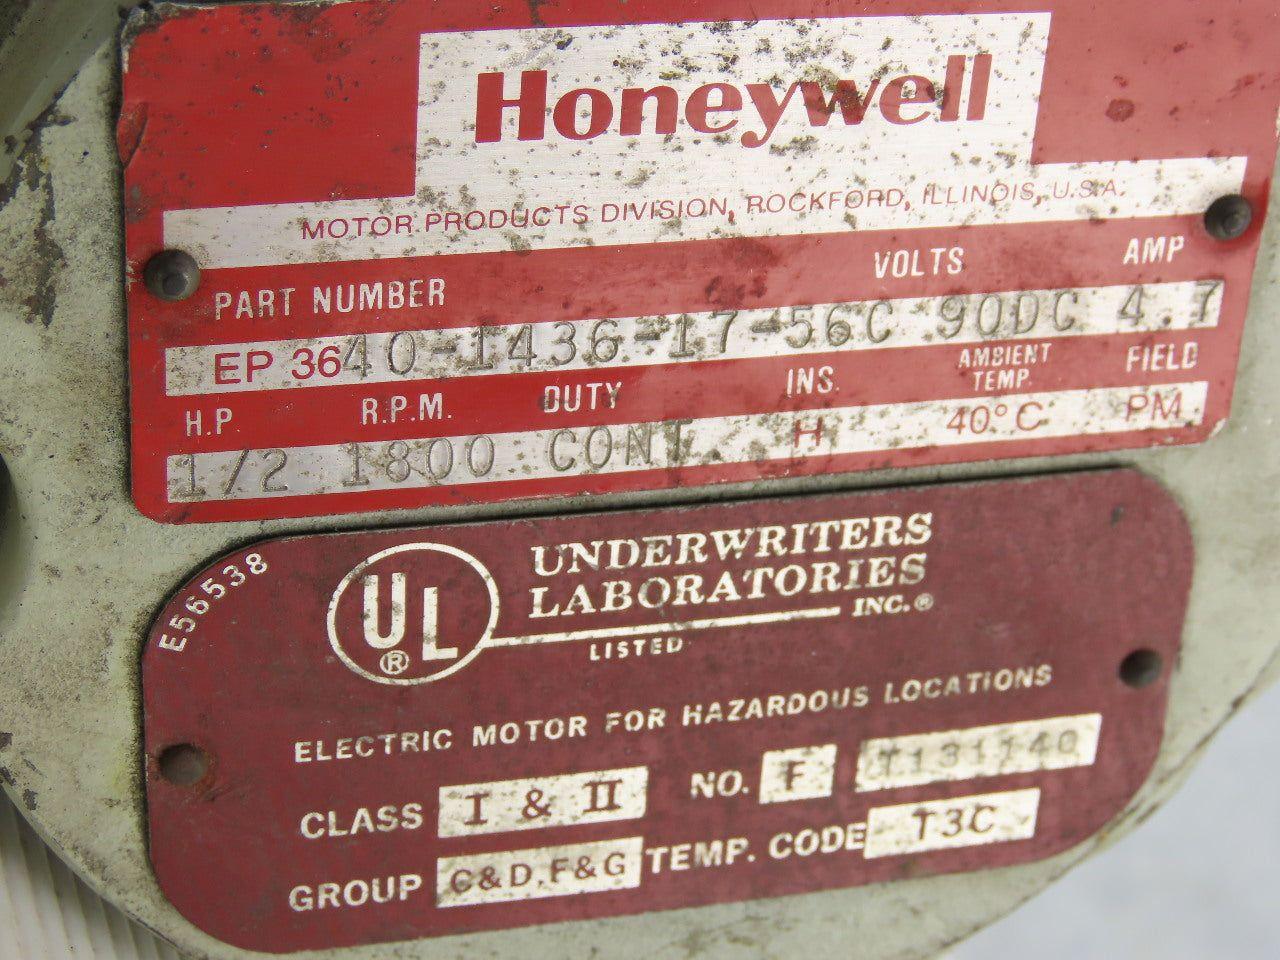 Honeywell
MOTOR PRODUCTS DIVISION, ROCKFORD, ILLINOIS, U.S.A.
PART NUMBER VOLTS AMP
EP 3640-1436-17-56C 90DC 4.7
H.P R.P.M. DUTY INS. AMBIENT TEMP. FIELD
1/2 1800 CONT. H 40°C PM
E56538
UL®
UNDERWRITERS
LABORATORIES
INC.®
LISTED
ELECTRIC MOTOR FOR HAZARDOUS LOCATIONS
CLASS I & II NO. F
GROUP C&D,F&G TEMP. CODE T3C